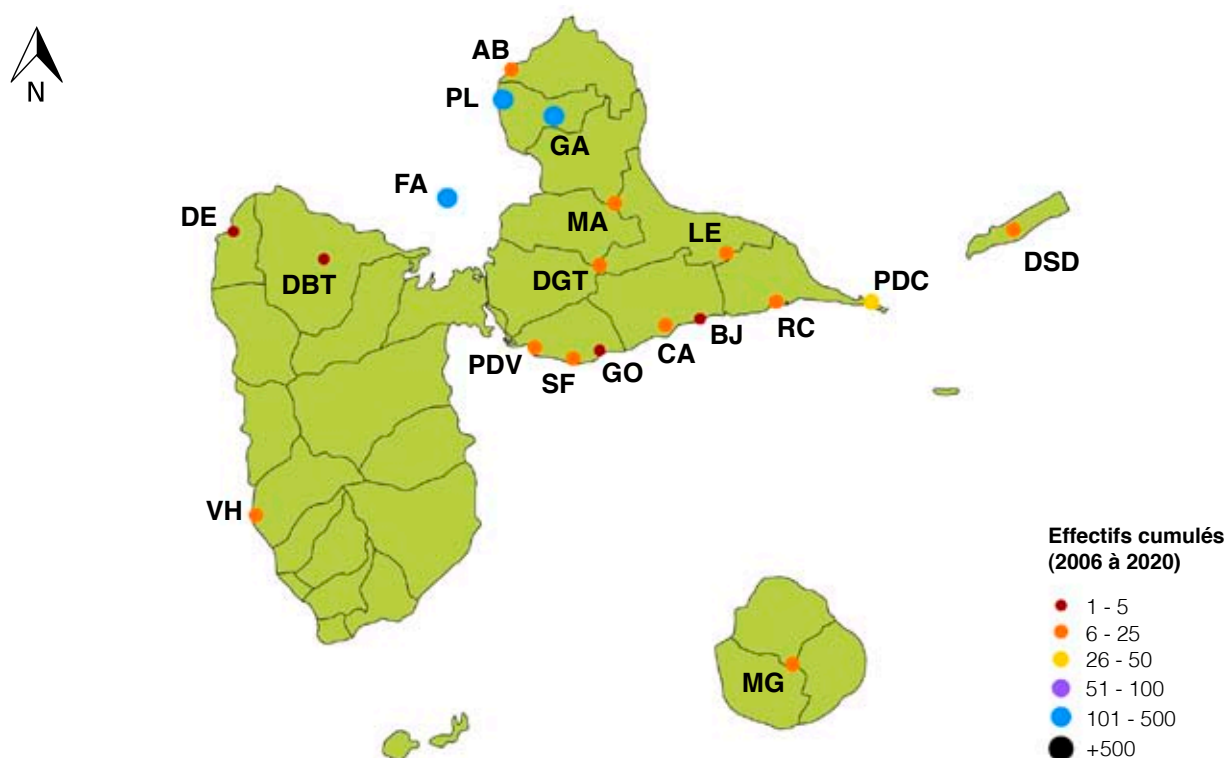 N
AB
PL
GA
FA
DE
MA
LE
DBT
DGT
DSD
PDC
RC
BJ
CA
PDV
SF
GO
VH
MG
Effectifs cumulés
(2006 à 2020)
1 - 5
6 - 25
26 - 50
51 - 100
101 - 500
+500